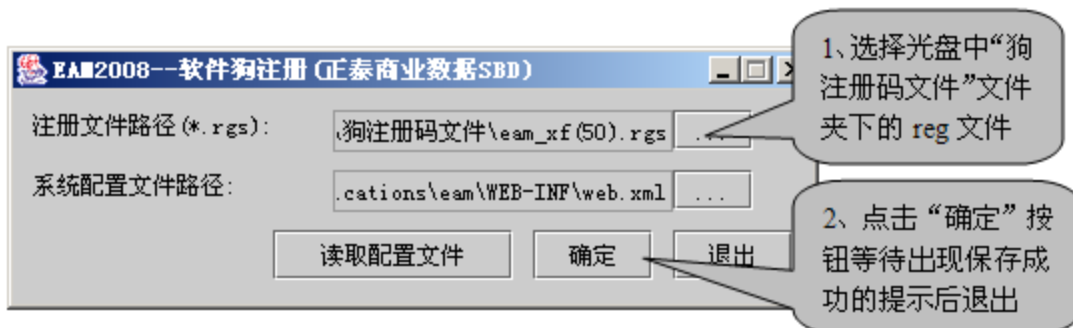 EAM2008--软件狗注册(正泰商业数据SBD)
1、选择光盘中“狗
注册码文件”文件
夹下的 reg 文件
注册文件路径(*.rgs):
.狗注册码文件\eam_xf(50).rgs
...
系统配置文件路径:
.cations\eam\WEB-INF\web.xml
...
2、点击“确定”按
钮等待出现保存成
功的提示后退出
读取配置文件
确定
退出